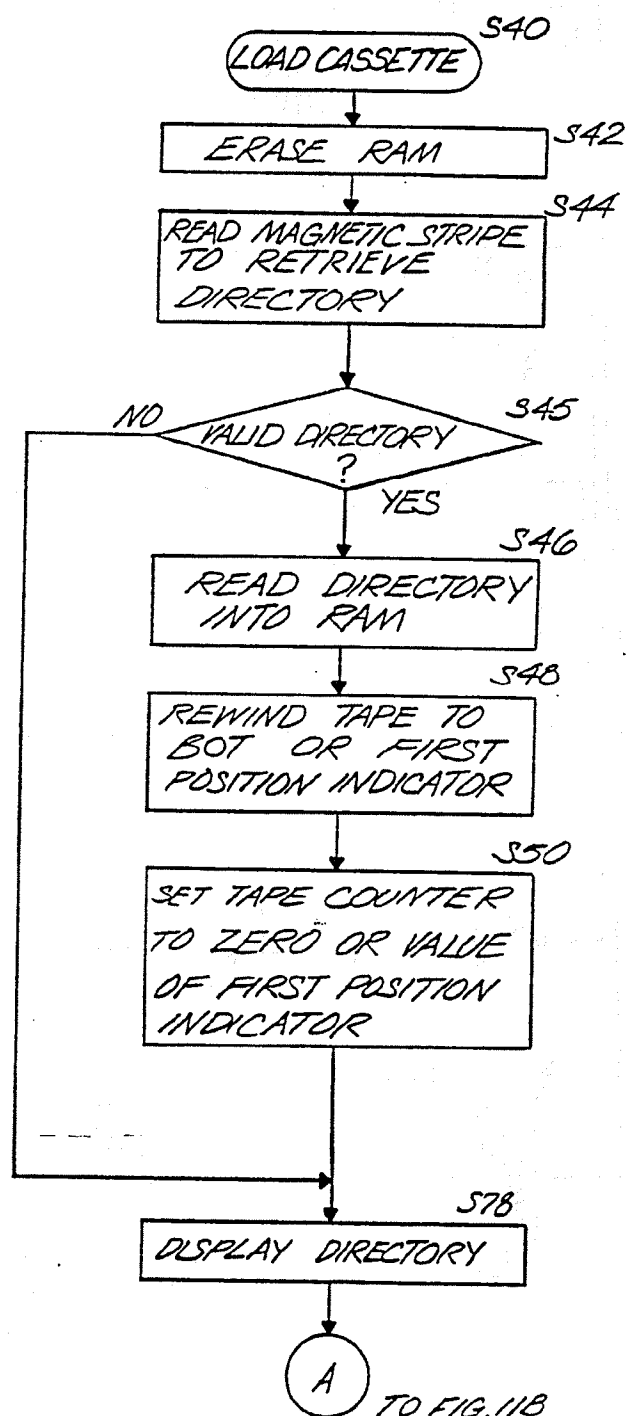 S40
LOAD CASSETTE
S42
ERASE RAM
S44
READ MAGNETIC STRIPE
TO RETRIEVE
DIRECTORY
S45
NO
VALID DIRECTORY
?
YES
S46
READ DIRECTORY
INTO RAM
S48
REWIND TAPE TO
BOT OR FIRST
POSITION INDICATOR
S50
SET TAPE COUNTER
TO ZERO OR VALUE
OF FIRST POSITION
INDICATOR
S78
DISPLAY DIRECTORY
A
TO FIG. 11B